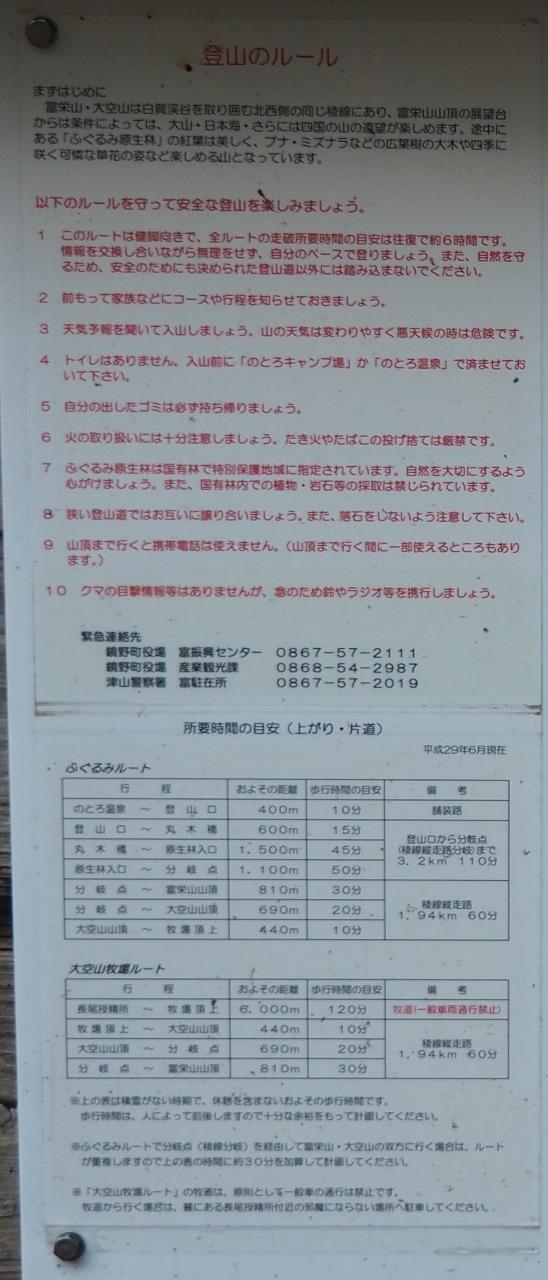 登山のルール
まずはじめに
富栄山・大空山は白賀渓谷を取り囲む北西側の同じ稜線にあり、富栄山山頂の展望台
からは条件によっては、大山・日本海・さらには四国の山の遠望が楽しめます。途中に
ある「ふぐるみ原生林」の紅葉は美しく、ブナ・ミズナラなどの広葉樹の大木や四季に
咲く可憐な草花の姿など楽しめる山となっています。
以下のルールを守って安全な登山を楽しみましょう。
1 このルートは健脚向きで、全ルートの走破所要時間の目安は往復で約6時間です。
情報を交換し合いながら無理をせず、自分のペースで登りましょう。また、自然を守
るため、安全のためにも決められた登山道以外には踏み込まないでください。
2 前もって家族などにコースや行程を知らせておきましょう。
3 天気予報を聞いて入山しましょう。山の天気は変わりやすく悪天候の時は危険です。
4 トイレはありません。入山前に「のとろキャンプ場」か「のとろ温泉」で済ませてお
いて下さい。
5 自分の出したゴミは必ず持ち帰りましょう。
6 火の取り扱いには十分注意しましょう。たき火やたばこの投げ捨ては厳禁です。
7 ふぐるみ原生林は国有林で特別保護地域に指定されています。自然を大切にするよう
心がけましょう。また、国有林内での植物・岩石等の採取は禁じられています。
8 狭い登山道ではお互いに譲り合いましょう。また、落石をしないよう注意して下さい。
9 山頂まで行くと携帯電話は使えません。(山頂まで行く間に一部使えるところもあり
ます。)
10 クマの目撃情報等はありませんが、念のため鈴やラジオ等を携行しましょう。
緊急連絡先
鏡野町役場 富振興センター 0867-57-2111
鏡野町役場 産業観光課 0868-54-2987
津山警察署 富駐在所 0867-57-2019
所要時間の目安(上がり・片道)
平成29年6月現在
ふぐるみルート
行 程 およその距離 歩行時間の目安 備 考
のとろ温泉 ～ 登 山 口 400m 10分 舗装路
登 山 口 ～ 丸 木 橋 600m 15分
丸 木 橋 ～ 原生林入口 1,500m 45分
原生林入口 ～ 分 岐 点 1,100m 50分
登山口から分岐点
(稜線縦走路分岐)まで
3.2km 110分
分 岐 点 ～ 富栄山山頂 810m 30分
分 岐 点 ～ 大空山山頂 690m 20分
大空山山頂 ～ 牧 場 頂 上 440m 10分
稜線縦走路
1.94km 60分
大空山牧場ルート
行 程 およその距離 歩行時間の目安 備 考
長尾授精所 ～ 牧 場 頂 上 6,000m 120分 牧道(一般車両通行禁止)
牧 場 頂 上 ～ 大空山山頂 440m 10分
大空山山頂 ～ 分 岐 点 690m 20分
分 岐 点 ～ 富栄山山頂 810m 30分
稜線縦走路
1.94km 60分
※上の表は積雪がない時期で、休憩を含まないおよその歩行時間です。
歩行時間は、人によって前後しますので十分な余裕をもって計画してください。
※ふぐるみルートで分岐点(稜線分岐)を経由して富栄山・大空山の双方に行く場合は、ルート
が重複しますので上の表の時間に約30分を加算して計画してください。
※「大空山牧場ルート」の牧道は、原則として一般車の通行は禁止です。
牧道から行く場合は、麓にある長尾授精所付近の邪魔にならない場所へ駐車してください。